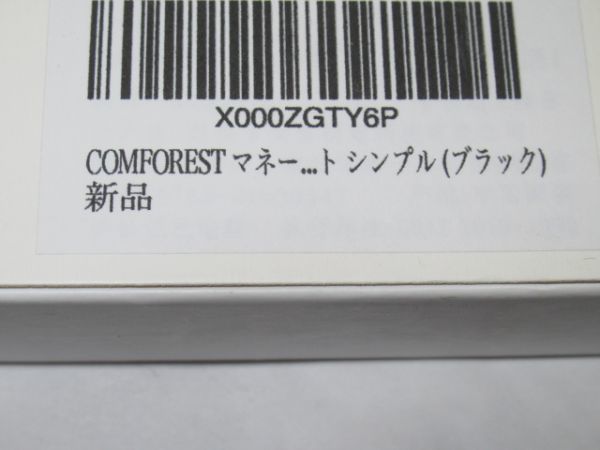 X000ZGTY6P
COMFOREST マネー...ト シンプル (ブラック)
新品